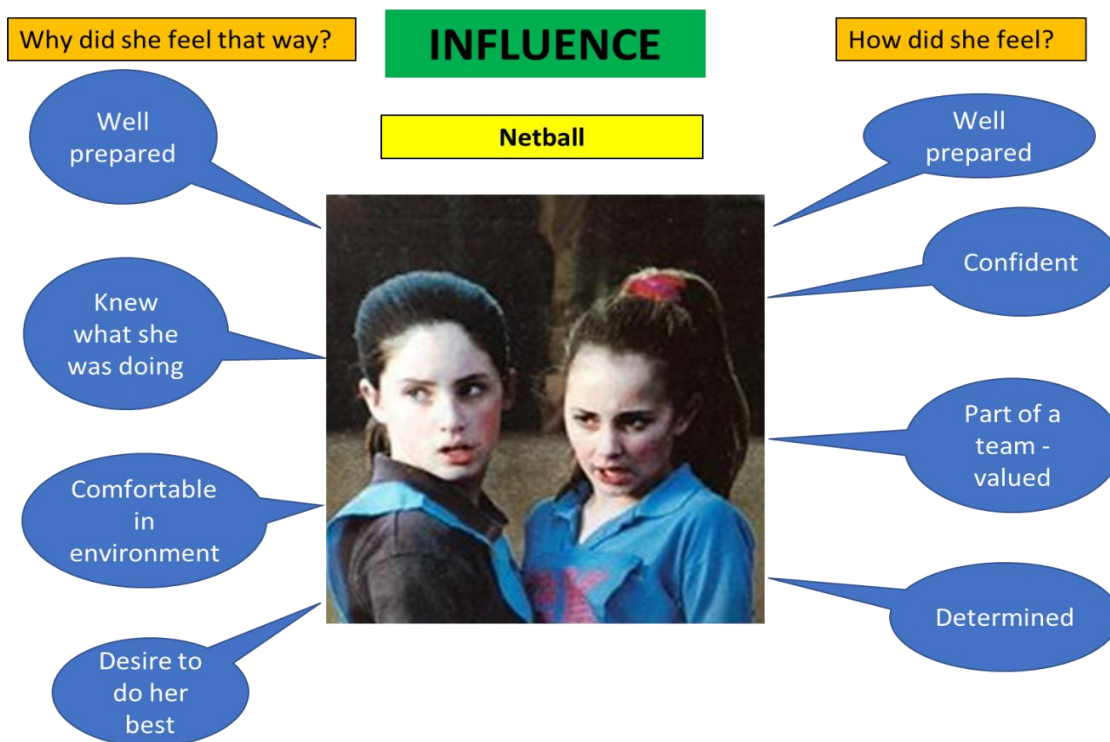 Why did she feel that way?
INFLUENCE
How did she feel?
Netball
Well
prepared
Knew
what she
was doing
Comfortable
in
environment
Desire to
do her
best
Well
prepared
Confident
Part of a
team -
valued
Determined